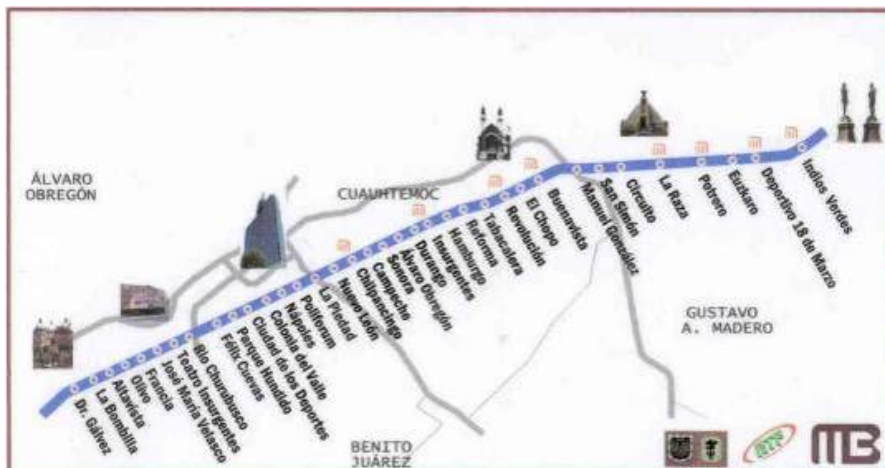 ÁLVARO
OBREGÓN
CUAUHTEMOC
GUSTAVO
A. MADERO
BENITO
JUÁREZ
Dr. Gálvez
La Bombilla
Altavista
Olivo
Francia
José María Velasco
Teatro Insurgentes
Río Churubusco
Félix Cuevas
Parque Hundido
Ciudad de los Deportes
Colonia del Valle
Nápoles
Poliforum
La Piedad
Nuevo León
Chilpancingo
Campeche
Sonora
Álvaro Obregón
Durango
Insurgentes
Hamburgo
Reforma
Tabacalera
Revolución
El Chopo
Buenavista
Manuel González
San Simón
Circuito
La Raza
Potrero
Euzkaro
Deportivo 18 de Marzo
Indios Verdes
MB